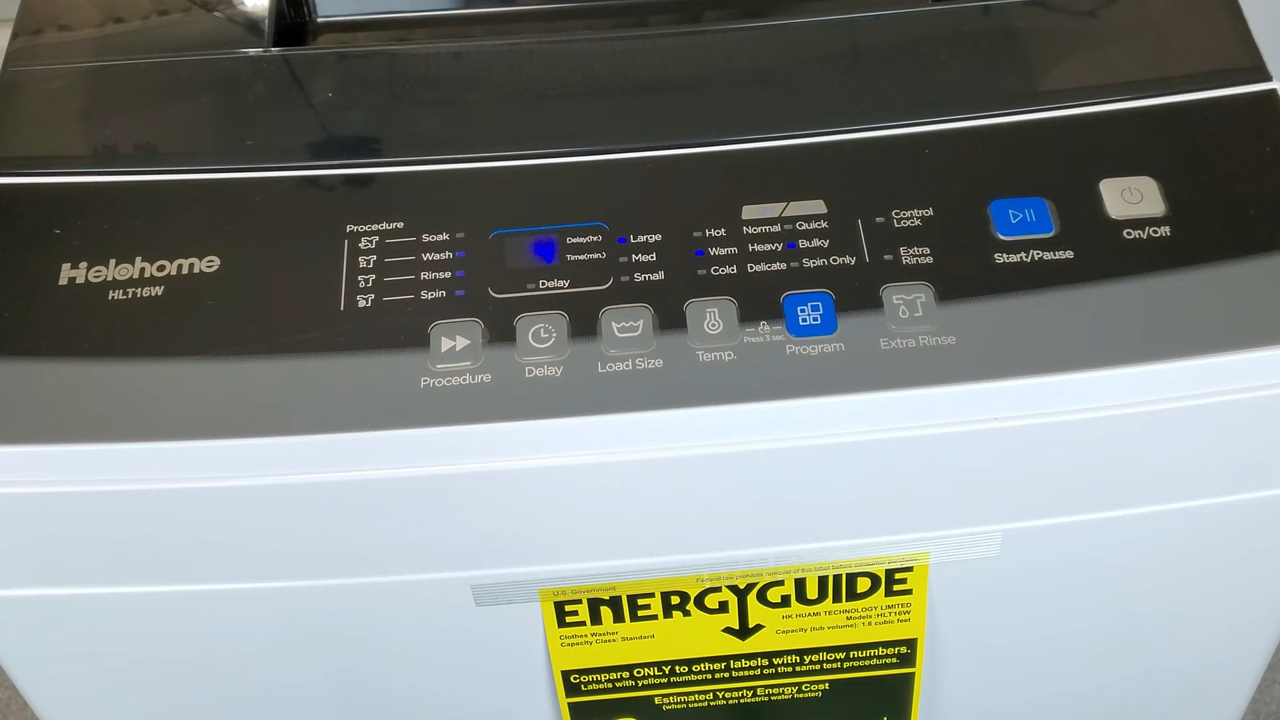 Helohome
HLT16W
Procedure
Soak
Wash
Rinse
Spin
Delay(hr.)
Time(min.)
Delay
Large
Med
Small
Hot
Warm
Cold
Normal Quick
Heavy Bulky
Delicate Spin Only
Control
Lock
Extra
Rinse
Start/Pause
On/Off
Procedure
Delay
Load Size
Temp.
Press 3 sec.
Program
Extra Rinse
U.S. Government
Federal law prohibits removal of this label before consumer purchase.
ENERGYGUIDE
Clothes Washer
Capacity Class: Standard
HK HUAMI TECHNOLOGY LIMITED
Models:HLT16W
Capacity (tub volume): 1.6 cubic feet
Compare ONLY to other labels with yellow numbers.
Labels with yellow numbers are based on the same test procedures.
Estimated Yearly Energy Cost
(when used with an electric water heater)